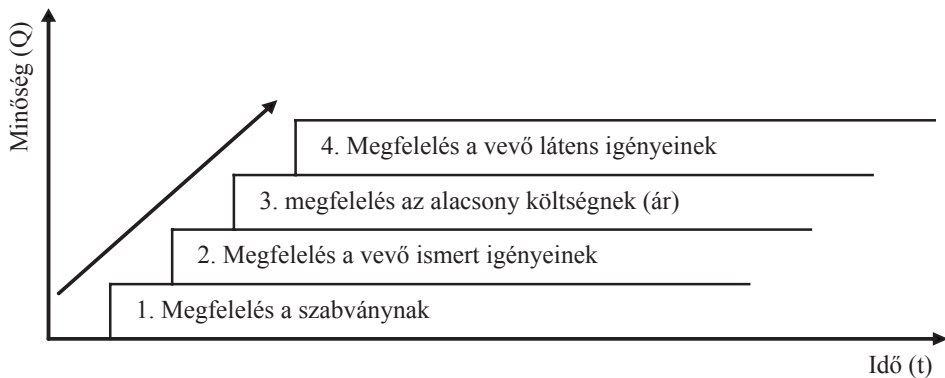 Minőség (Q)
4. Megfelelés a vevő látens igényeinek
3. megfelelés az alacsony költségnek (ár)
2. Megfelelés a vevő ismert igényeinek
1. Megfelelés a szabványnak
Idő (t)